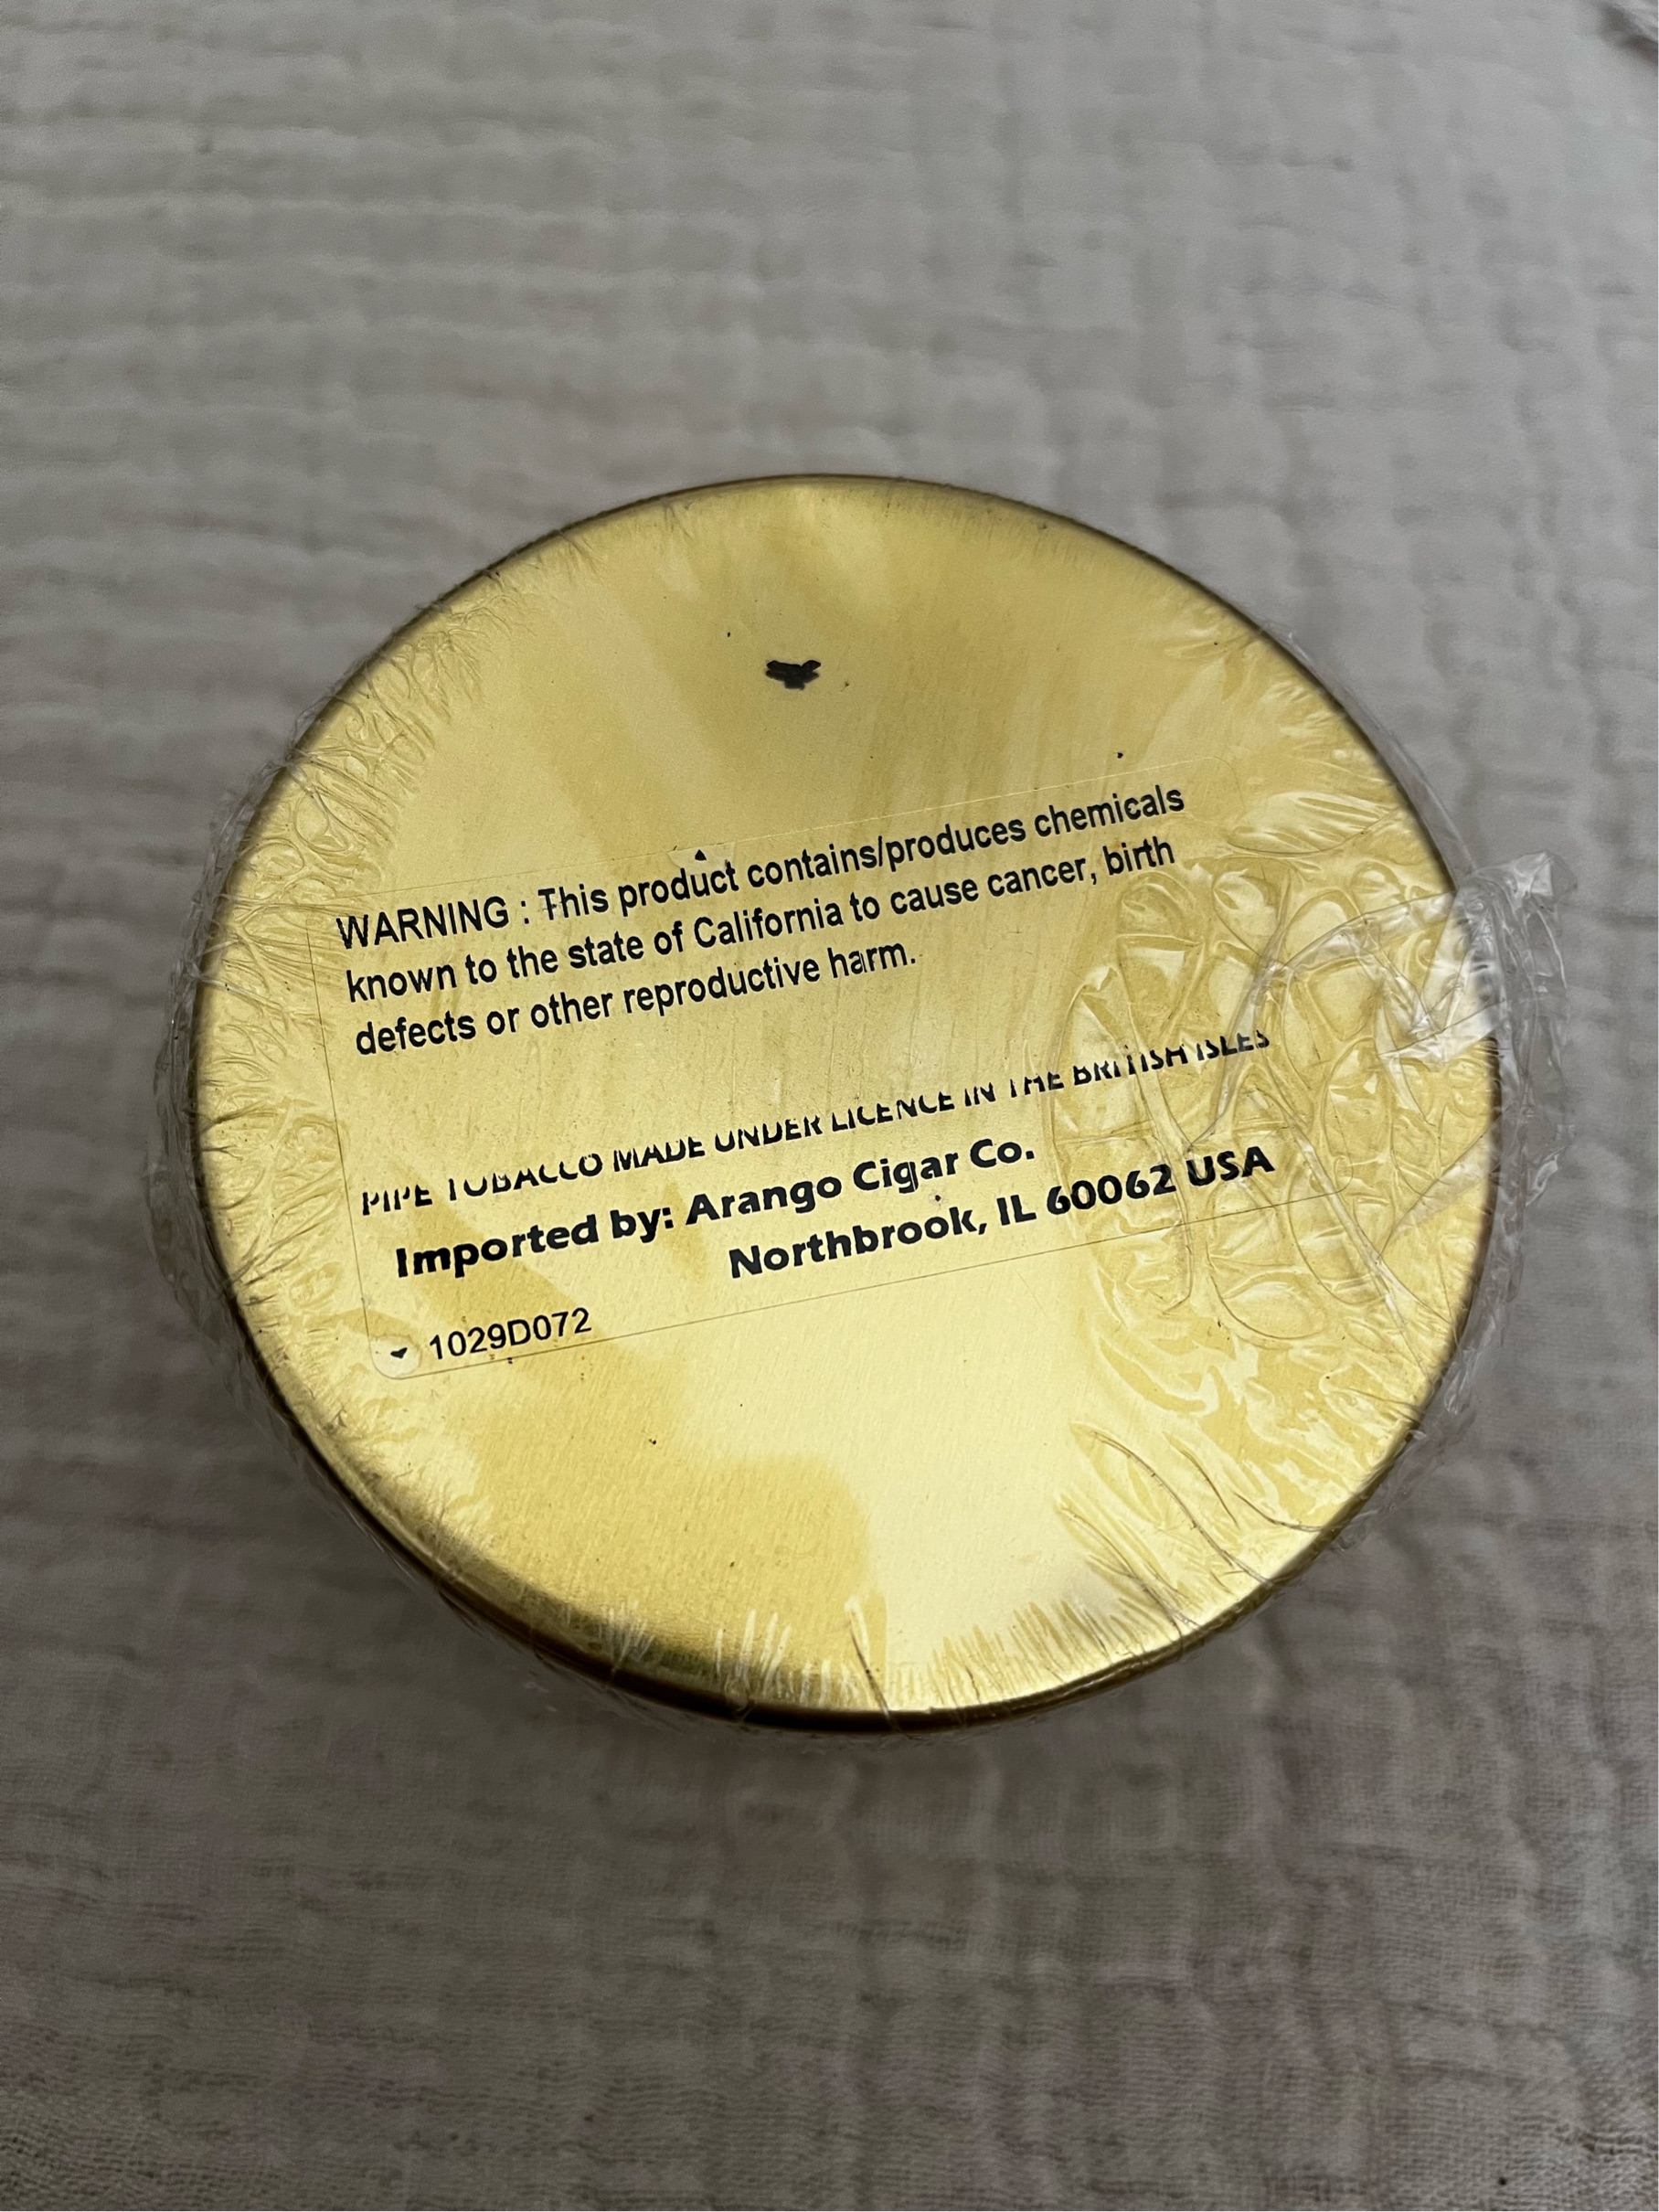 WARNING : This product contains/produces chemicals
known to the state of California to cause cancer, birth
defects or other reproductive harm.
PIPE TOBACCO MADE UNDER LICENCE IN THE BRITISH ISLES
Imported by: Arango Cigar Co.
Northbrook, IL 60062 USA
1029D072